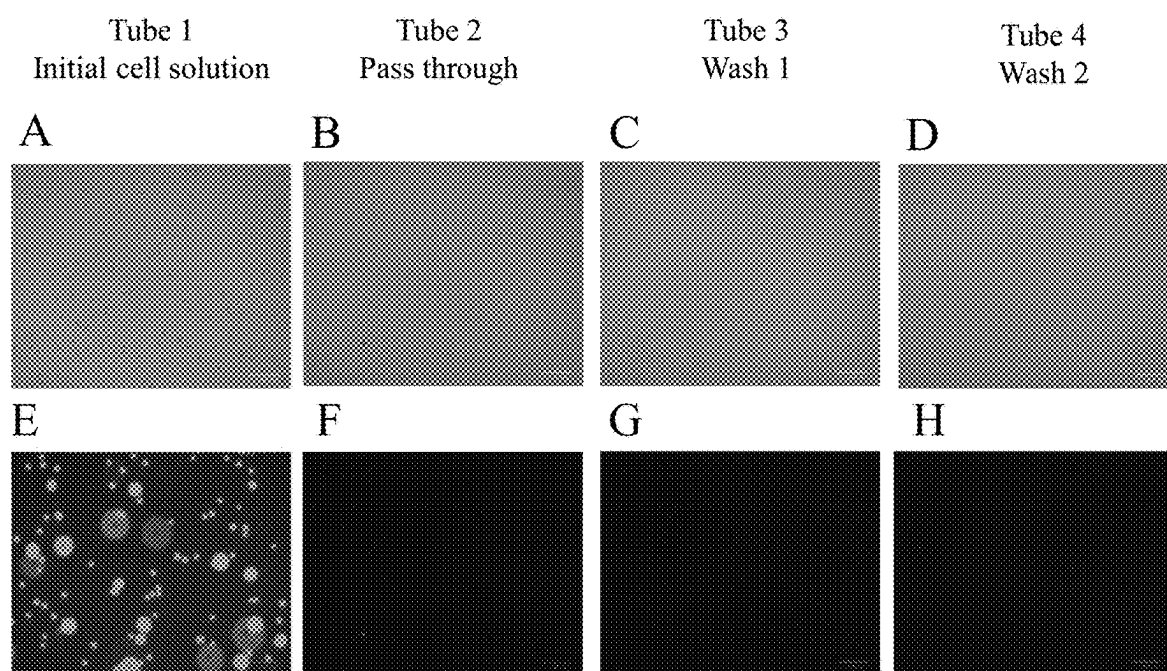 Tube 1
Initial cell solution
Tube 2
Pass through
Tube 3
Wash 1
Tube 4
Wash 2
A
B
C
D
E
F
G
H